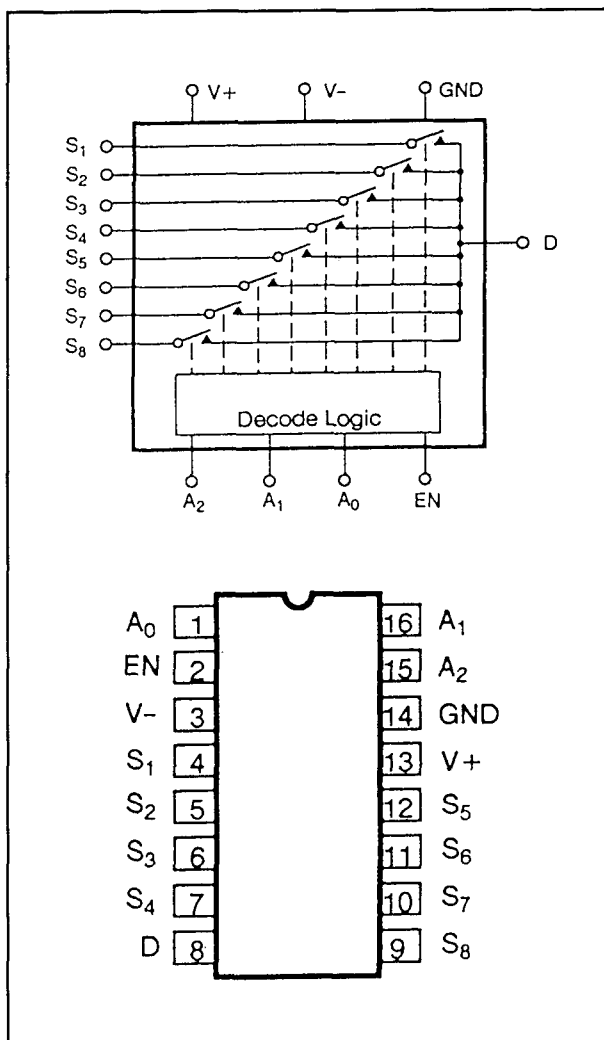 V+ V- GND
S1
S2
S3
S4
S5
S6
S7
S8
D
Decode Logic
A2 A1 A0 EN
A0 1 16 A1
EN 2 15 A2
V- 3 14 GND
S1 4 13 V+
S2 5 12 S5
S3 6 11 S6
S4 7 10 S7
D 8 9 S8